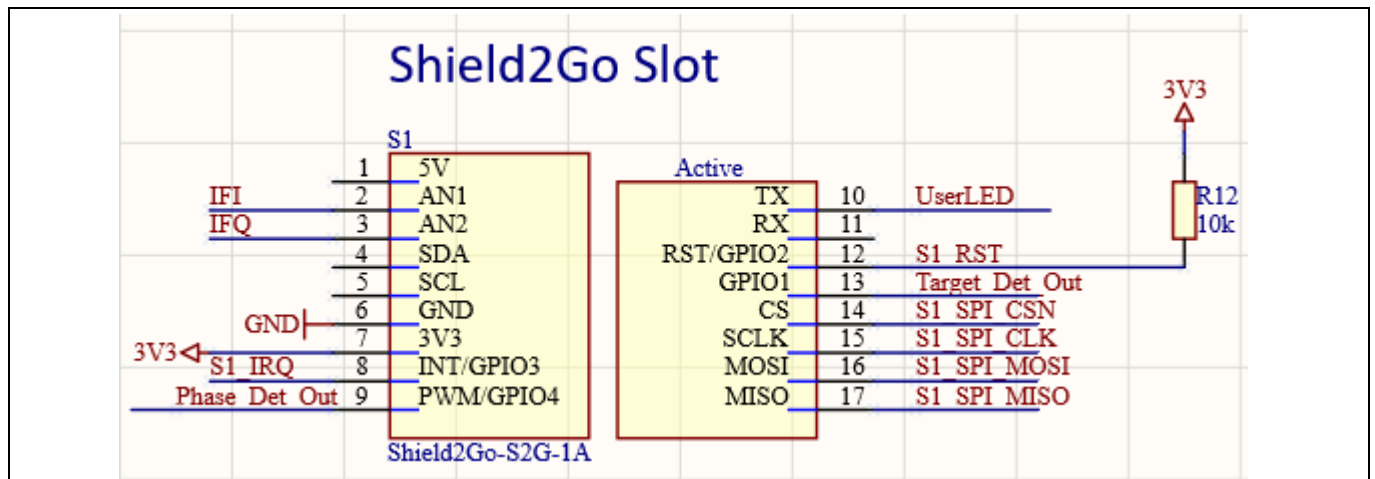 Shield2Go Slot
3V3
S1
1 5V
IFI 2 AN1
IFQ 3 AN2
4 SDA
5 SCL
GND 6 GND
3V3 7 3V3
S1_IRQ 8 INT/GPIO3
Phase_Det_Out 9 PWM/GPIO4
Shield2Go-S2G-1A
Active
TX 10 UserLED
RX 11
RST/GPIO2 12 S1_RST
GPIO1 13 Target_Det_Out
CS 14 S1_SPI_CSN
SCLK 15 S1_SPI_CLK
MOSI 16 S1_SPI_MOSI
MISO 17 S1_SPI_MISO
R12
10k